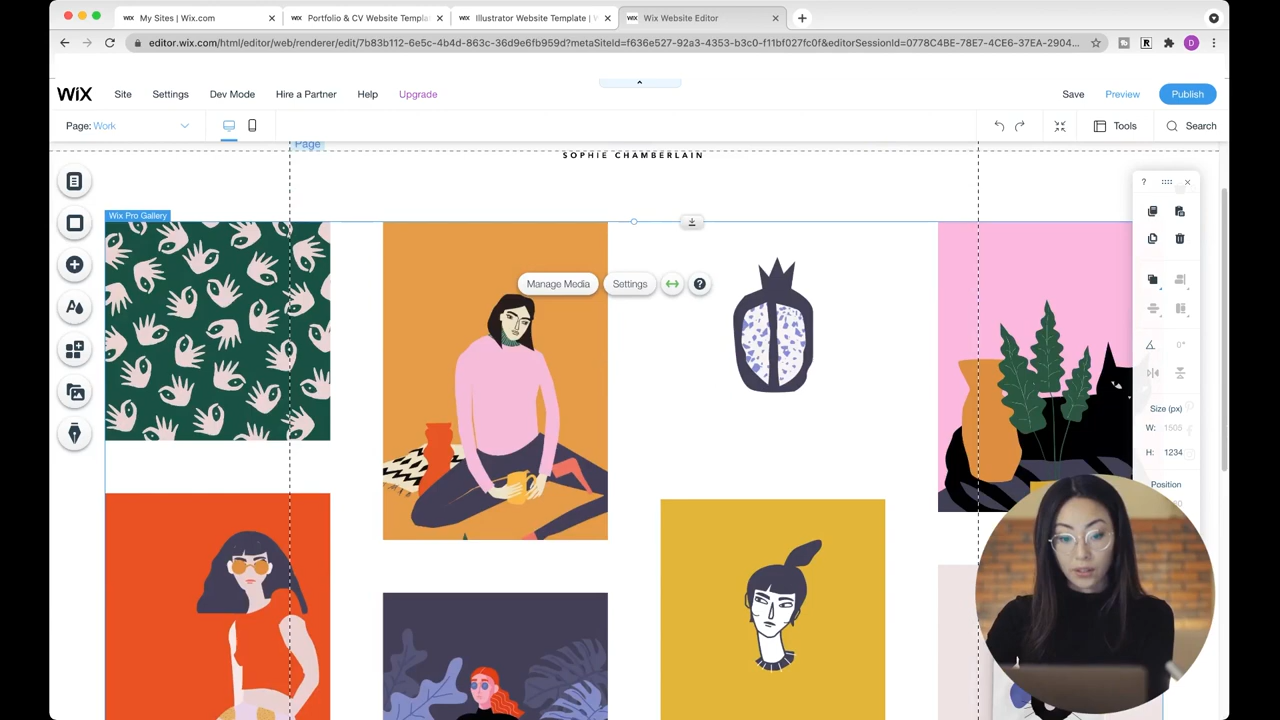 My Sites | Wix.com
Portfolio & CV Website Templa
Illustrator Website Template | W
Wix Website Editor
editor.wix.com/html/editor/web/renderer/edit/7b83b112-6e5c-4b4d-863c-36d9e6fb959d?metaSiteId=f636e527-92a3-4353-b3c0-f11bf027fc0f&editorSessionId=0778C4BE-78E7-4CE6-37EA-2904...
R
D
WiX Site Settings Dev Mode Hire a Partner Help Upgrade Save Preview Publish
Page: Work
Tools
Search
Page
SOPHIE CHAMBERLAIN
?
Wix Pro Gallery
Manage Media
Settings
?
0°
Size (px)
W: 1505
H: 1234
Position